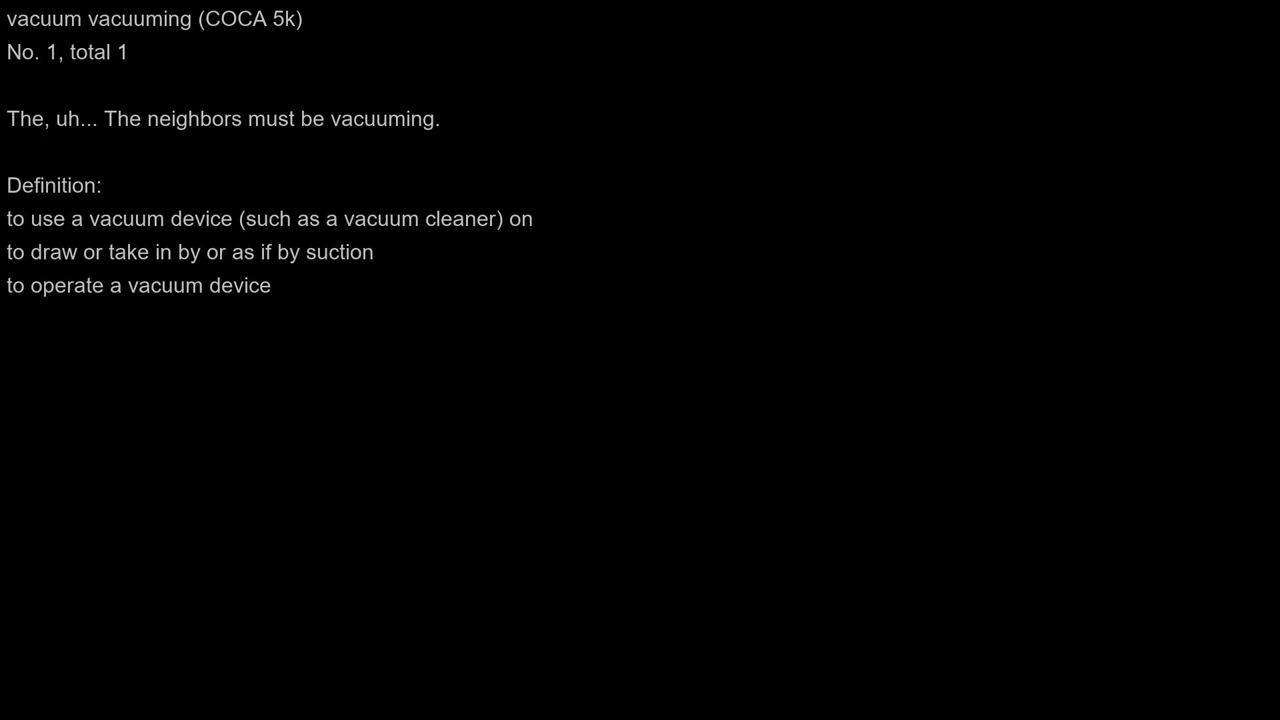 vacuum vacuuming (COCA 5k)
No. 1, total 1
The, uh... The neighbors must be vacuuming.
Definition:
to use a vacuum device (such as a vacuum cleaner) on
to draw or take in by or as if by suction
to operate a vacuum device